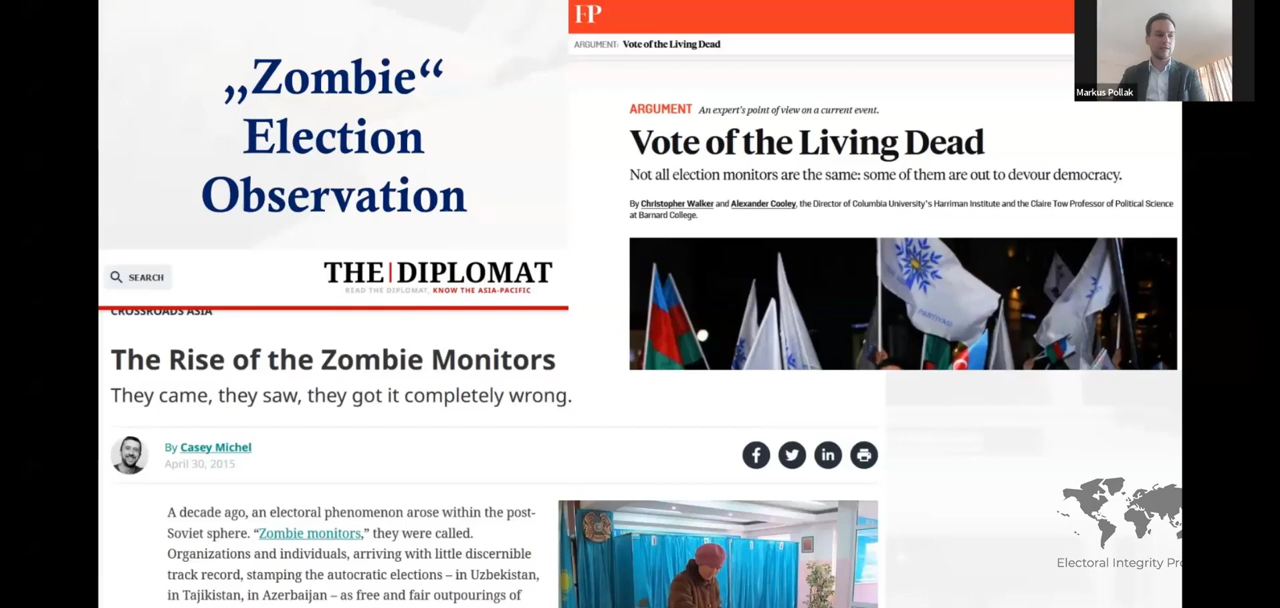 „Zombie“
Election
Observation
SEARCH
THE|DIPLOMAT
READ THE DIPLOMAT, KNOW THE ASIA-PACIFIC
CROSSROADS ASIA
The Rise of the Zombie Monitors
They came, they saw, they got it completely wrong.
By Casey Michel
April 30, 2015
A decade ago, an electoral phenomenon arose within the post-
Soviet sphere. “Zombie monitors,” they were called.
Organizations and individuals, arriving with little discernible
track record, stamping the autocratic elections – in Uzbekistan,
in Tajikistan, in Azerbaijan – as free and fair outpourings of
FP
ARGUMENT: Vote of the Living Dead
ARGUMENT An expert's point of view on a current event.
Vote of the Living Dead
Not all election monitors are the same: some of them are out to devour democracy.
By Christopher Walker and Alexander Cooley, the Director of Columbia University's Harriman Institute and the Claire Tow Professor of Political Science
at Barnard College.
Markus Pollak
Electoral Integrity Pro